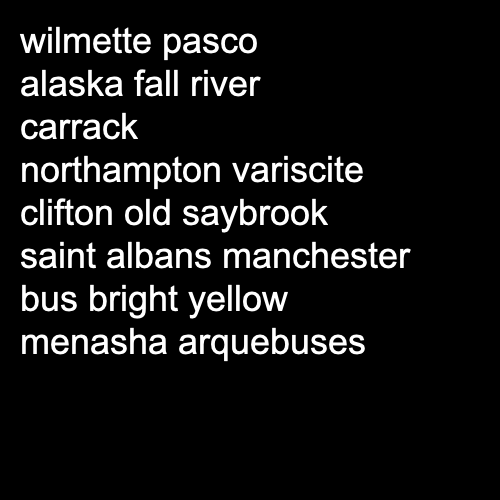 wilmette pasco
alaska fall river
carrack
northampton variscite
clifton old saybrook
saint albans manchester
bus bright yellow
menasha arquebuses